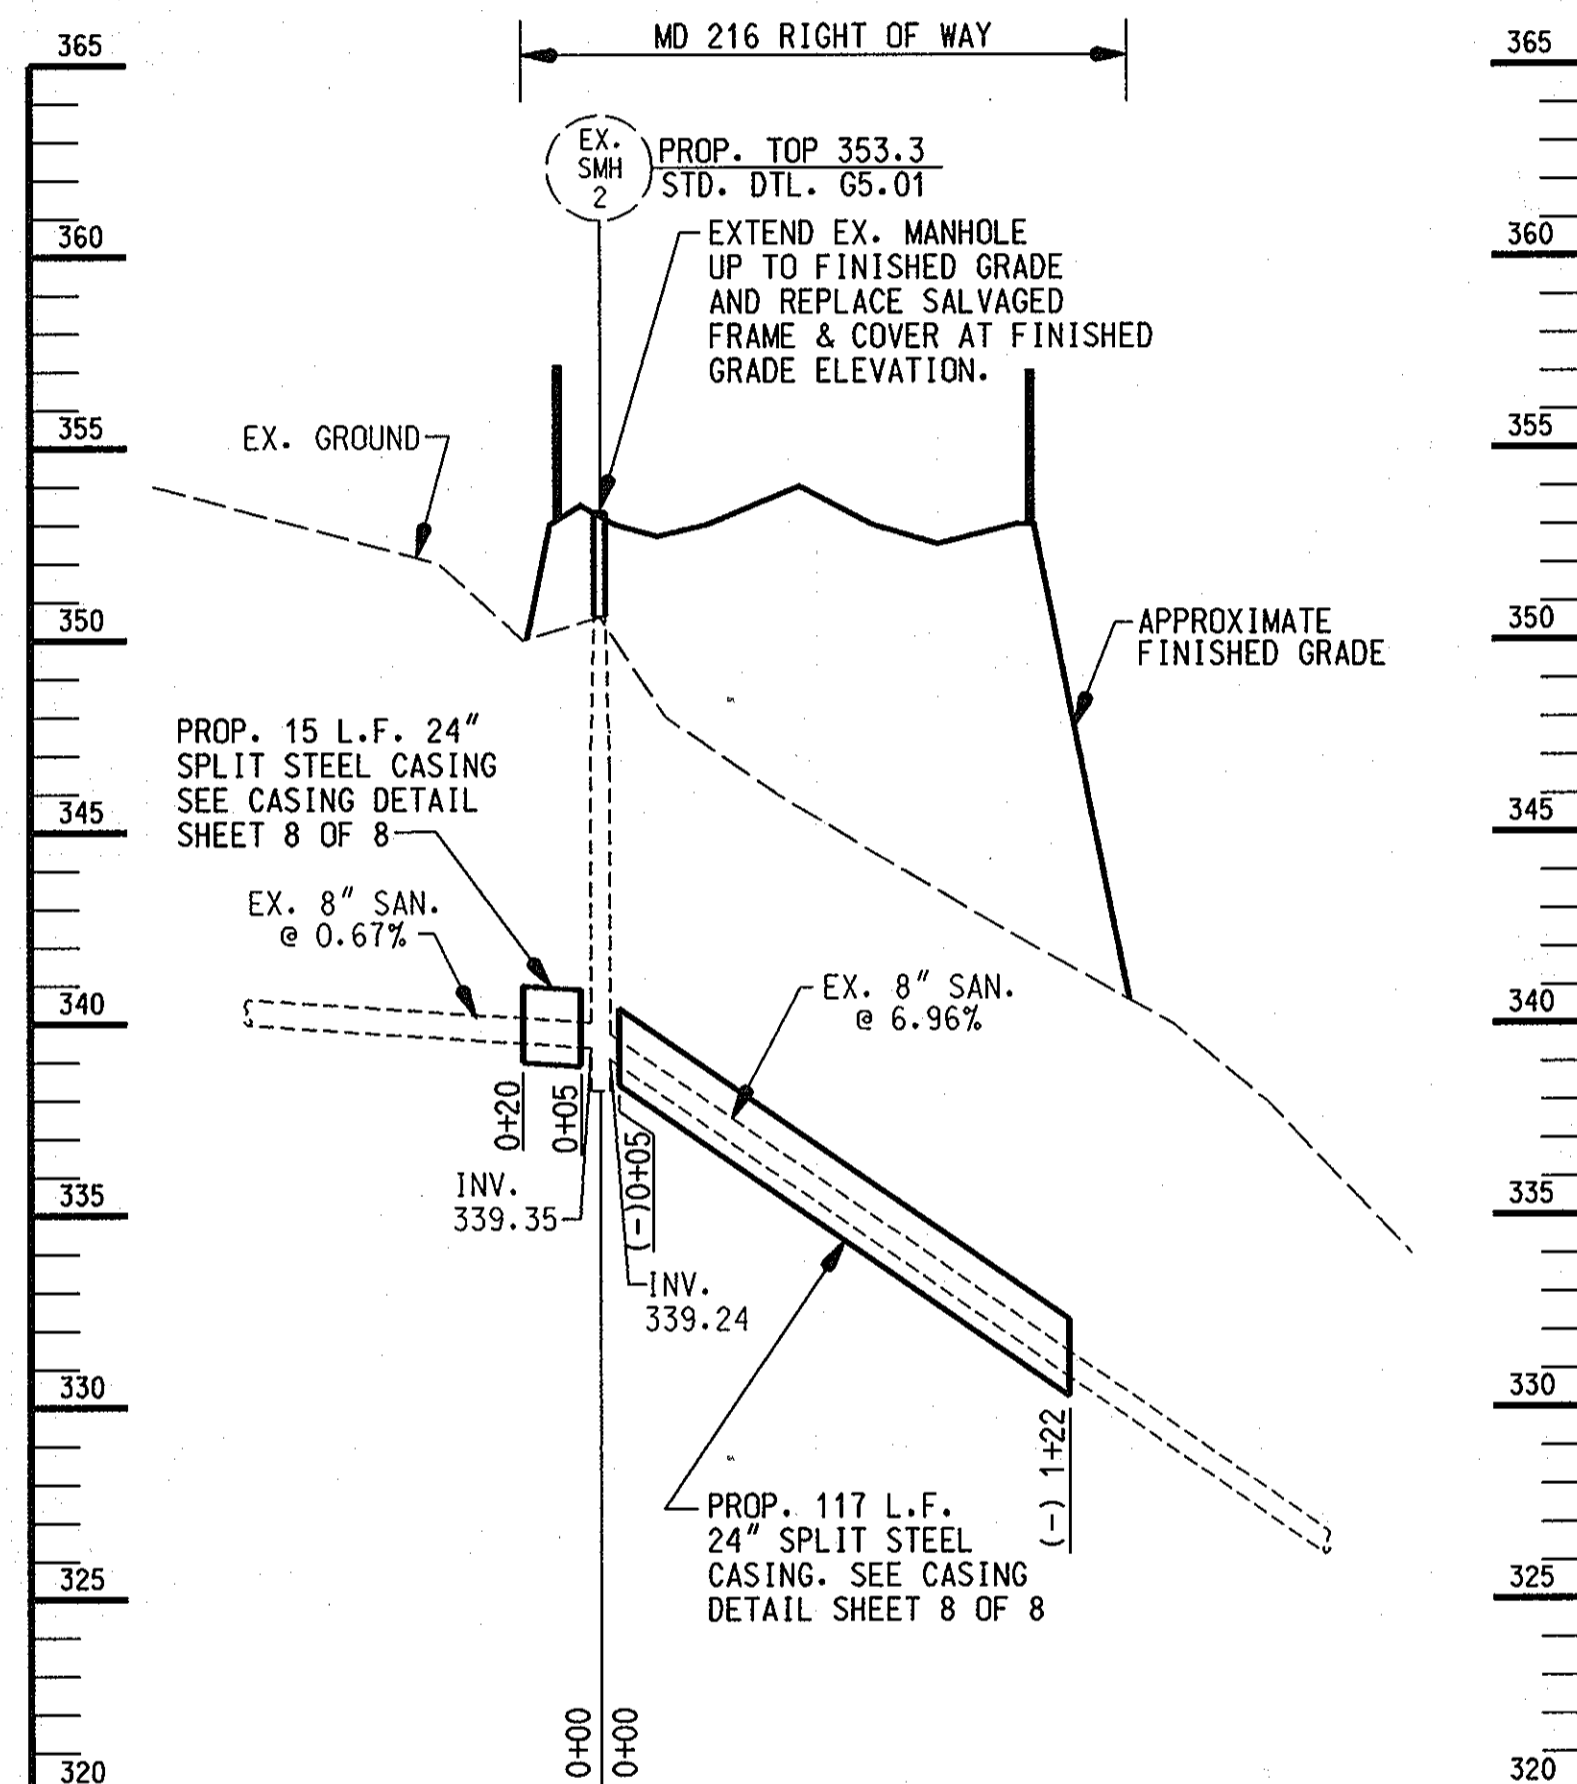 MD 216 RIGHT OF WAY
365
365
EX.
SMH
2
PROP. TOP 353.3
STD. DTL. G5.01
EXTEND EX. MANHOLE
UP TO FINISHED GRADE
AND REPLACE SALVAGED
FRAME & COVER AT FINISHED
GRADE ELEVATION.
360
360
EX. GROUND
355
355
350
350
APPROXIMATE
FINISHED GRADE
PROP. 15 L.F. 24"
SPLIT STEEL CASING
SEE CASING DETAIL
SHEET 8 OF 8
345
345
EX. 8" SAN.
@ 0.67%
EX. 8" SAN.
@ 6.96%
340
340
0+20
0+05
(-)0+05
INV.
339.35
335
335
INV.
339.24
330
330
(-) 1+22
PROP. 117 L.F.
24" SPLIT STEEL
CASING. SEE CASING
DETAIL SHEET 8 OF 8
325
325
0+00
0+00
320
320